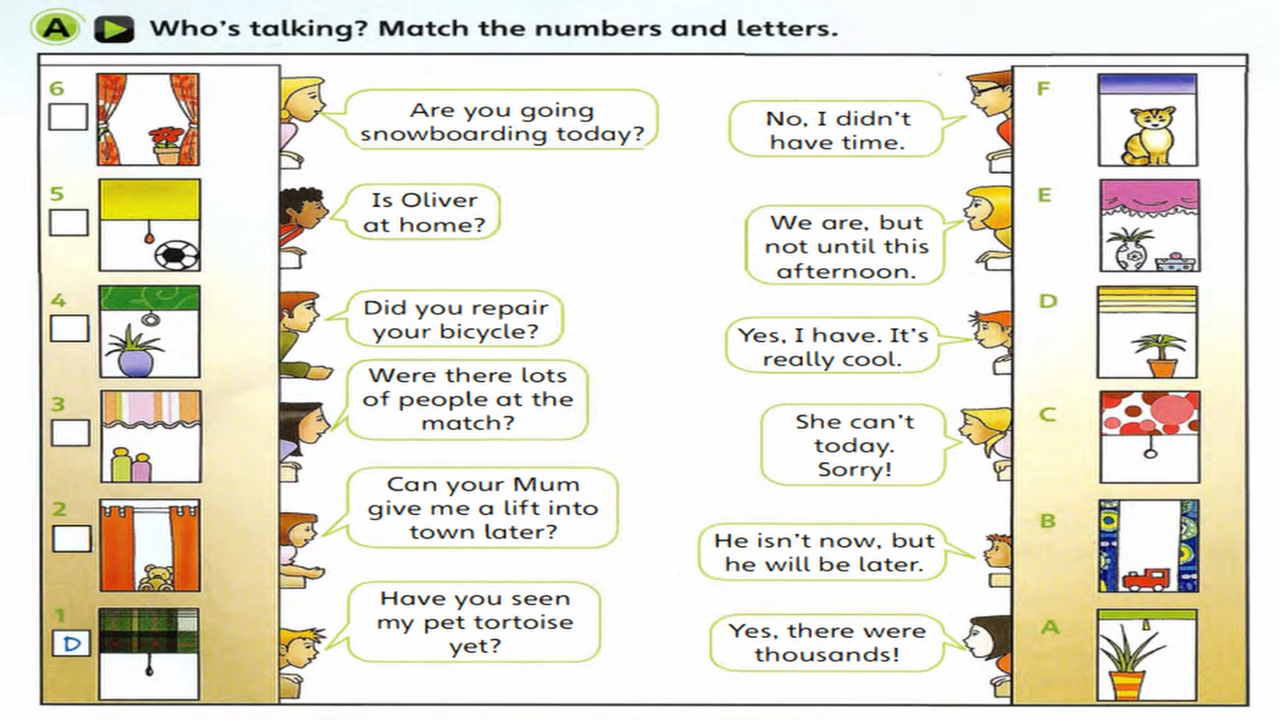 A Who's talking? Match the numbers and letters.
6
Are you going
snowboarding today?
5
Is Oliver
at home?
4
Did you repair
your bicycle?
3
Were there lots
of people at the
match?
2
Can your Mum
give me a lift into
town later?
1
D
Have you seen
my pet tortoise
yet?
F
No, I didn't
have time.
E
We are, but
not until this
afternoon.
D
Yes, I have. It's
really cool.
C
She can't
today.
Sorry!
B
He isn't now, but
he will be later.
A
Yes, there were
thousands!